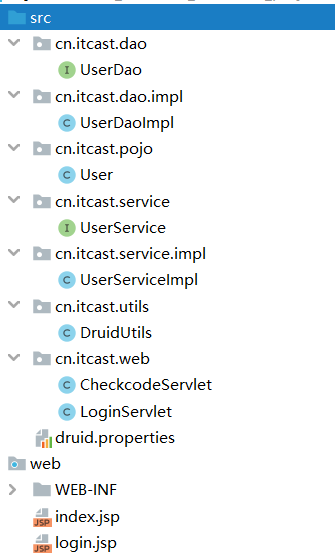 src
cn.itcast.dao
I UserDao
cn.itcast.dao.impl
C UserDaoImpl
cn.itcast.pojo
C User
cn.itcast.service
I UserService
cn.itcast.service.impl
C UserServiceImpl
cn.itcast.utils
C DruidUtils
cn.itcast.web
C CheckcodeServlet
C LoginServlet
druid.properties
web
WEB-INF
JSP index.jsp
JSP login.jsp